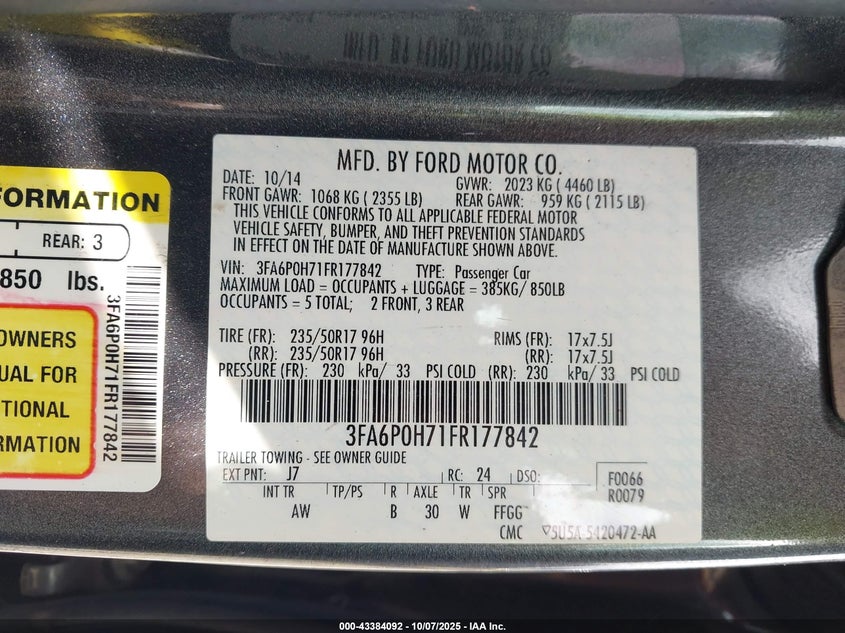 MFD. BY FORD MOTOR CO.
MFD. BY FORD MOTOR CO.
DATE: 10/14 GVWR: 2023 KG ( 4460 LB)
FRONT GAWR: 1068 KG ( 2355 LB) REAR GAWR: 959 KG ( 2115 LB)
THIS VEHICLE CONFORMS TO ALL APPLICABLE FEDERAL MOTOR
VEHICLE SAFETY, BUMPER, AND THEFT PREVENTION STANDARDS
IN EFFECT ON THE DATE OF MANUFACTURE SHOWN ABOVE.
VIN: 3FA6P0H71FR177842 TYPE: Passenger Car
MAXIMUM LOAD = OCCUPANTS + LUGGAGE = 385KG/ 850LB
OCCUPANTS = 5 TOTAL; 2 FRONT, 3 REAR
TIRE (FR): 235/50R17 96H RIMS (FR): 17x7.5J
(RR): 235/50R17 96H (RR): 17x7.5J
PRESSURE (FR): 230 kPa/ 33 PSI COLD (RR): 230 kPa/ 33 PSI COLD
3FA6P0H71FR177842
TRAILER TOWING - SEE OWNER GUIDE
EXT PNT: J7 RC: 24 DSO: F0066
R0079
INT TR TP/PS R AXLE TR SPR
AW B 30 W FFGG
CMC 5U5A-5420472-AA
FORMATION
REAR: 3
850 lbs.
OWNERS
UAL FOR
TIONAL
RMATION
3FA6P0H71FR177842
000-43384092 - 10/07/2025 - IAA Inc.